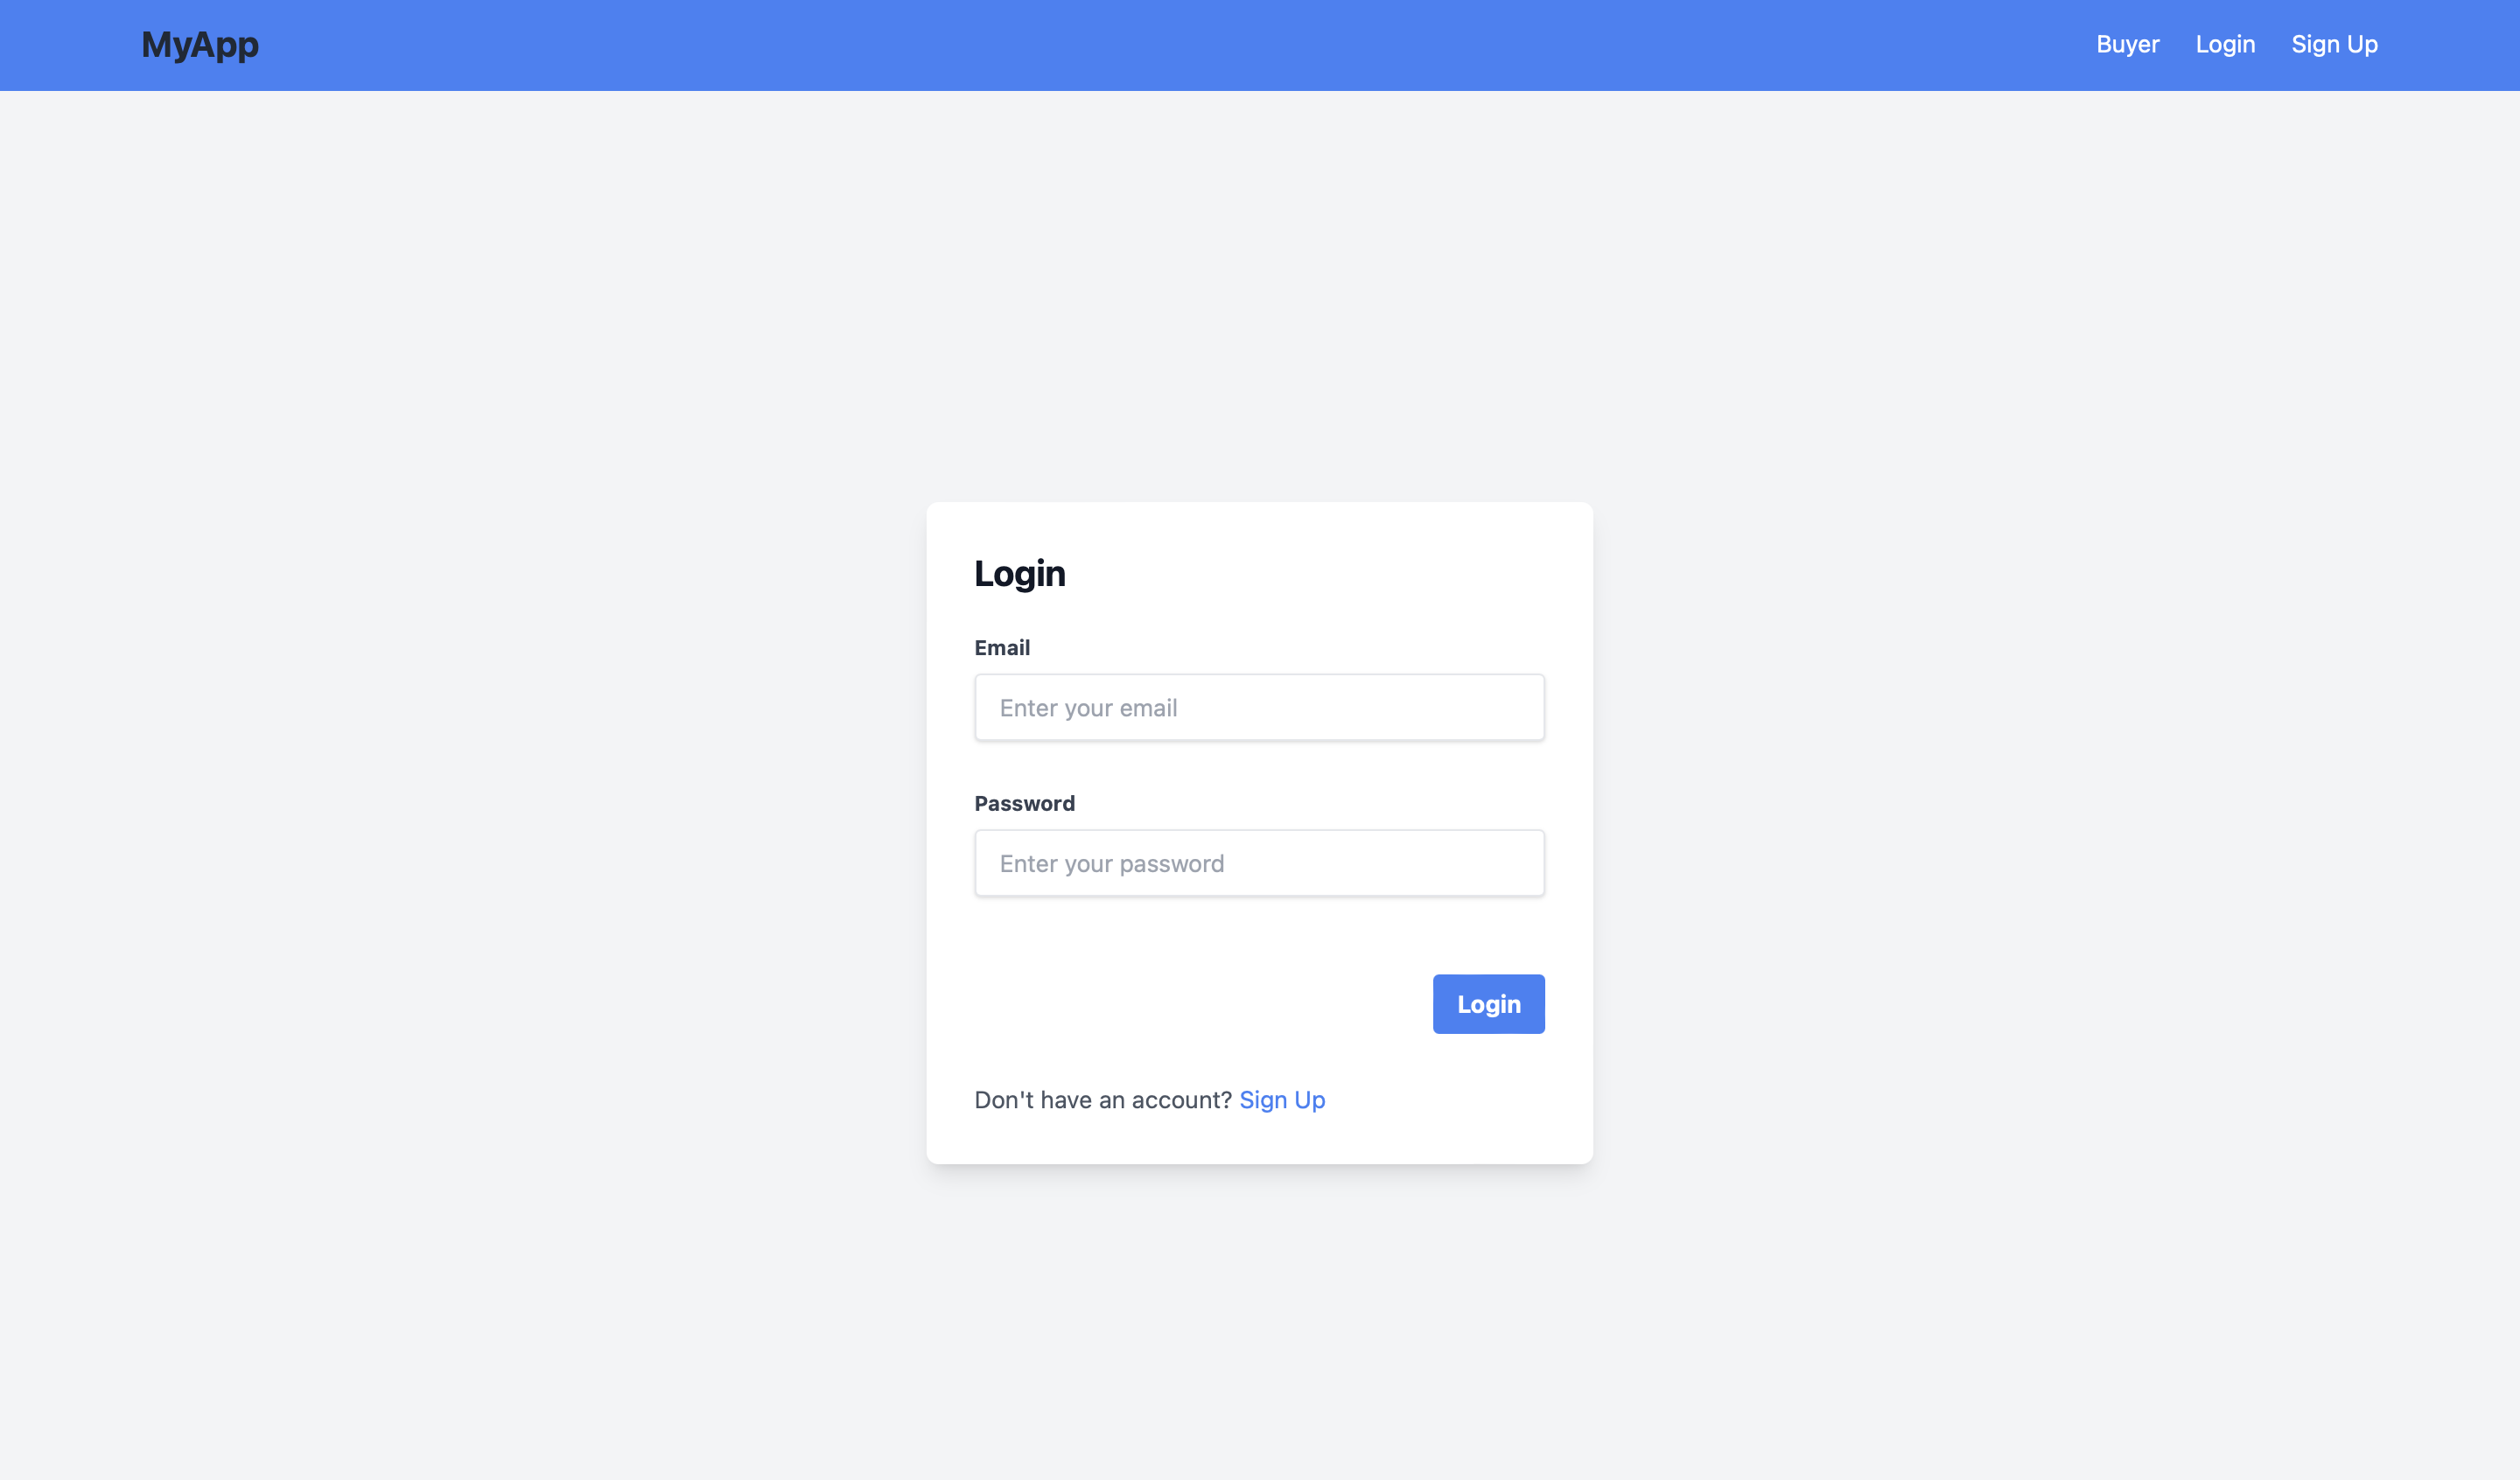 MyApp
Buyer Login Sign Up
Login
Email
Enter your email
Password
Enter your password
Login
Don't have an account? Sign Up